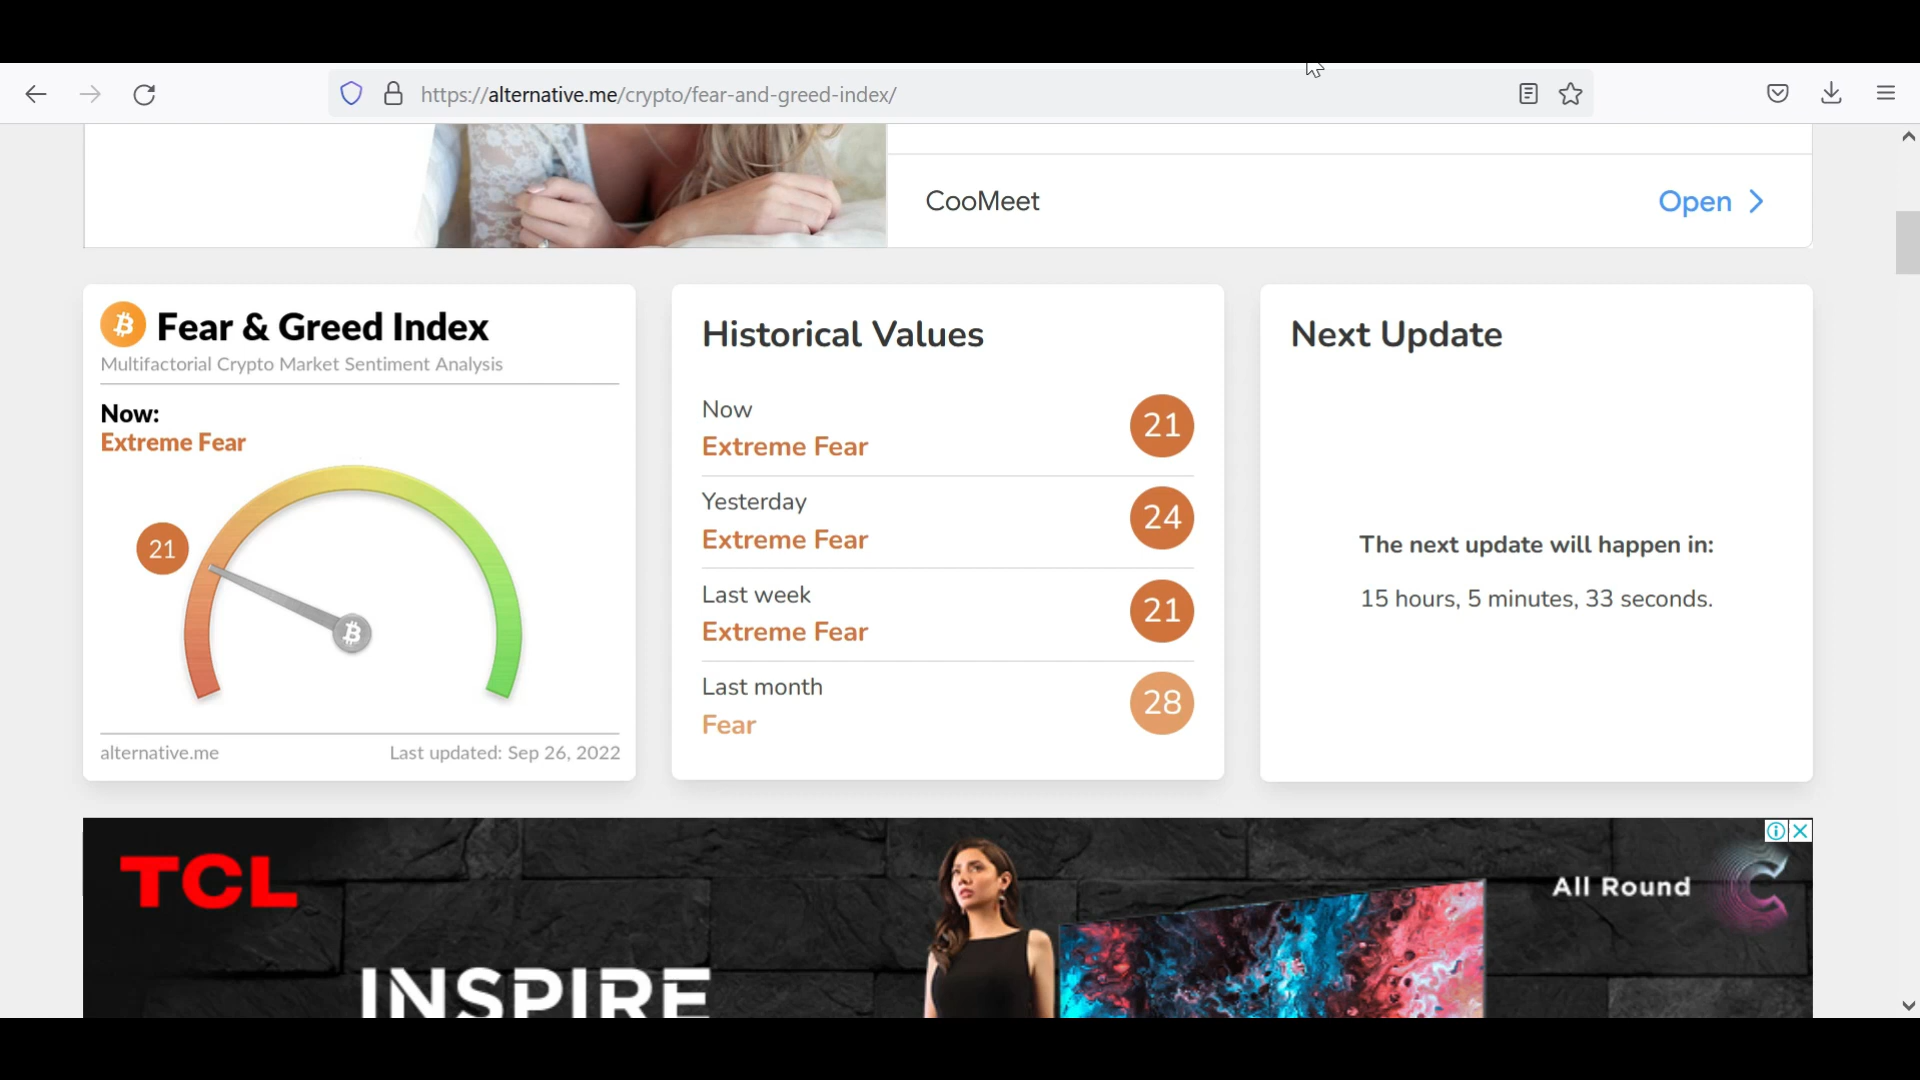 https://alternative.me/crypto/fear-and-greed-index/
CooMeet
Open
Fear & Greed Index
Multifactorial Crypto Market Sentiment Analysis
Now:
Extreme Fear
21
alternative.me
Last updated: Sep 26, 2022
Historical Values
Now
Extreme Fear
21
Yesterday
Extreme Fear
24
Last week
Extreme Fear
21
Last month
Fear
28
Next Update
The next update will happen in:
15 hours, 5 minutes, 33 seconds.
TCL
INSPIRE
All Round